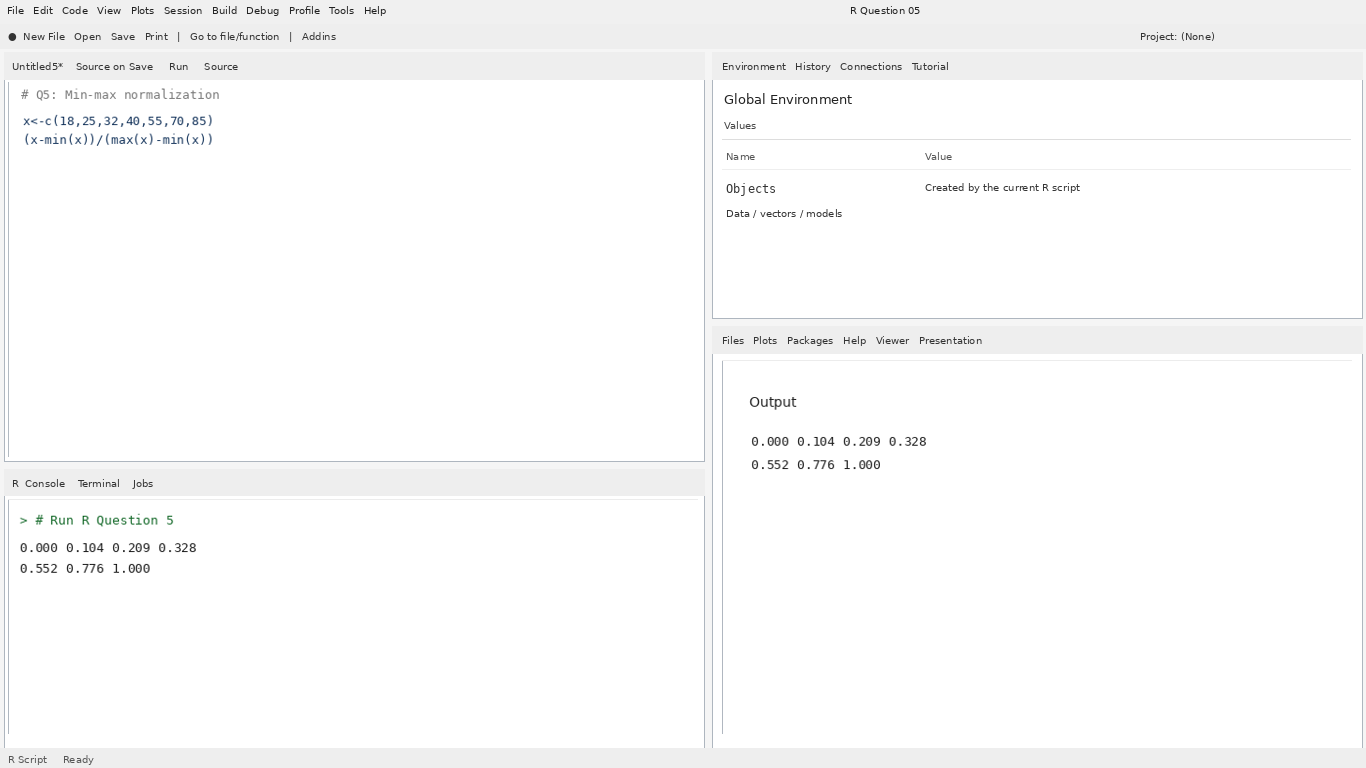 File Edit Code View Plots Session Build Debug Profile Tools Help R Question 05
● New File Open Save Print | Go to file/function | Addins Project: (None)
Untitled5* Source on Save Run Source
# Q5: Min-max normalization
x<-c(18,25,32,40,55,70,85)
(x-min(x))/(max(x)-min(x))
R Console Terminal Jobs
> # Run R Question 5
0.000 0.104 0.209 0.328
0.552 0.776 1.000
Environment History Connections Tutorial
Global Environment
Values
Name Value
Objects Created by the current R script
Data / vectors / models
Files Plots Packages Help Viewer Presentation
Output
0.000 0.104 0.209 0.328
0.552 0.776 1.000
R Script Ready